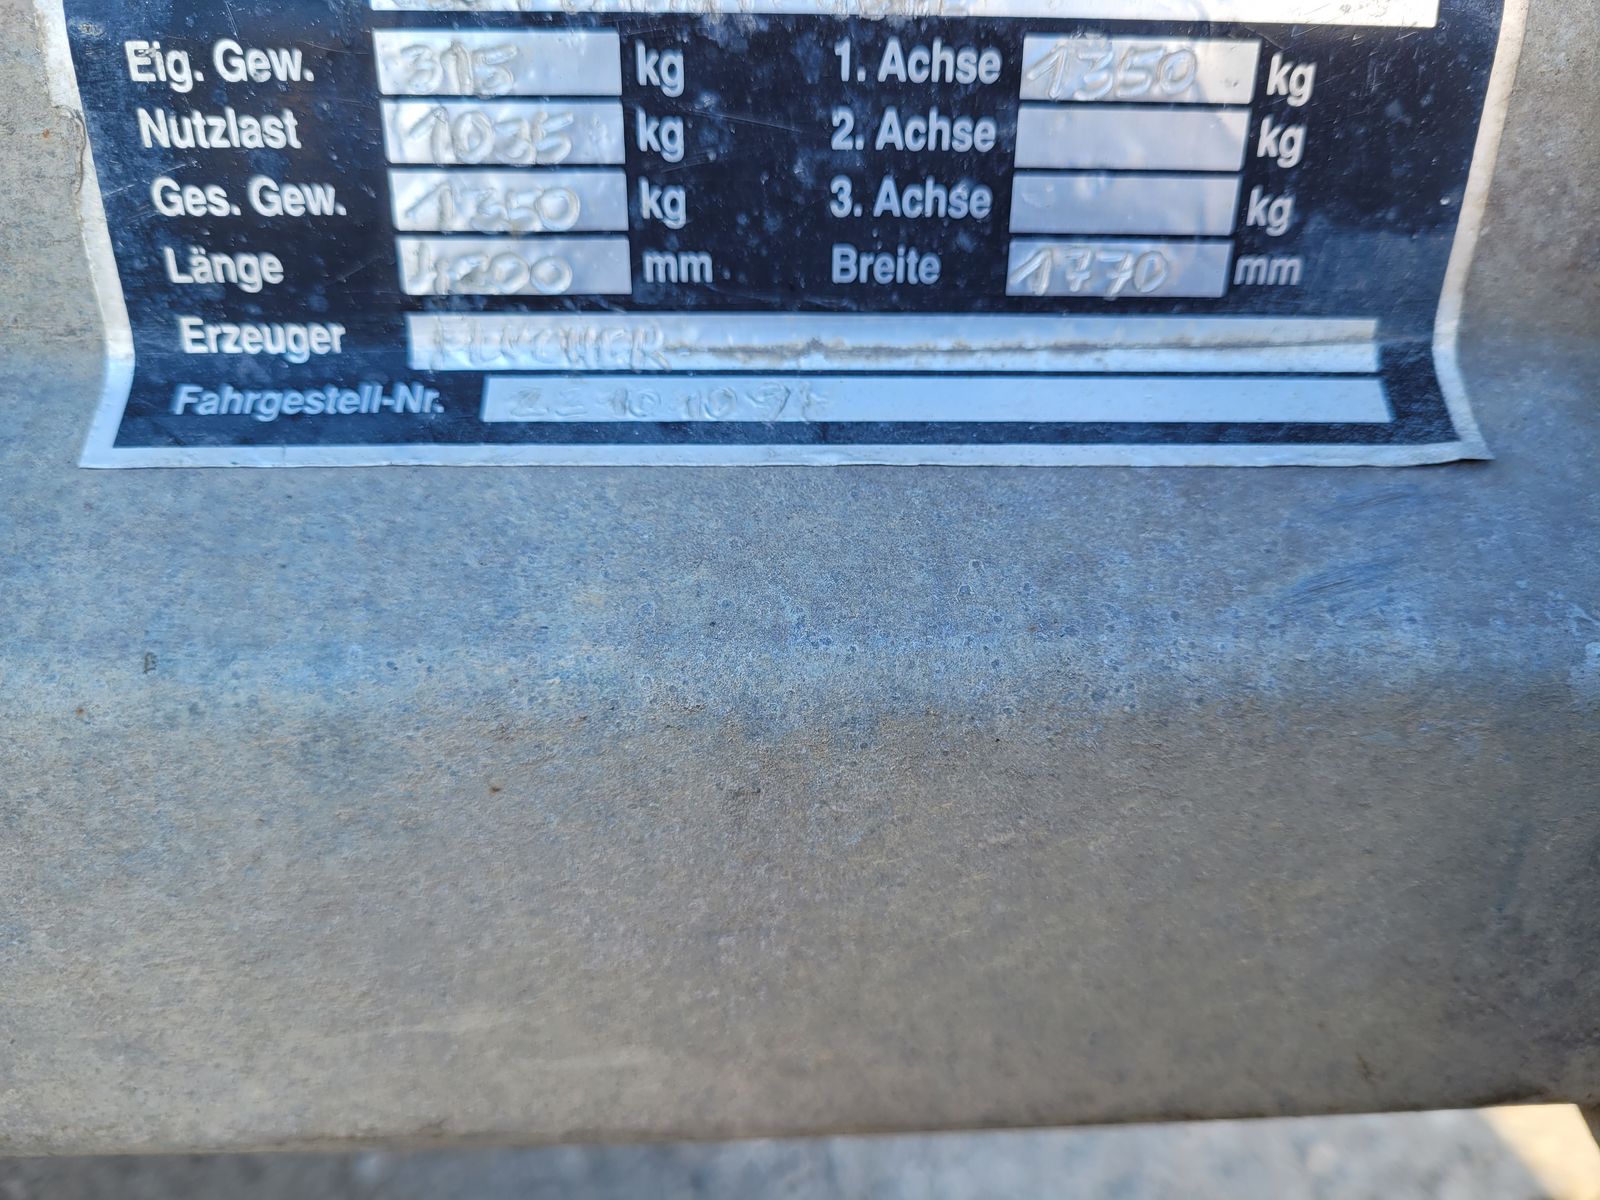 Eig. Gew. 315 kg 1. Achse 1350 kg
Nutzlast 1035 kg 2. Achse kg
Ges. Gew. 1350 kg 3. Achse kg
Länge 4200 mm Breite 1770 mm
Erzeuger
Fahrgestell-Nr.